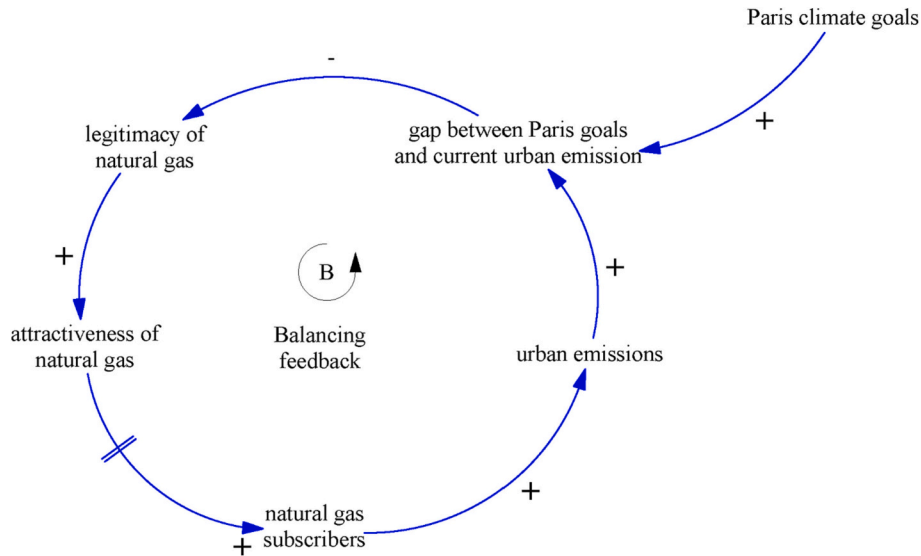 Paris climate goals
-
gap between Paris goals
and current urban emission
+
legitimacy of
natural gas
+
+
B
Balancing
feedback
attractiveness of
natural gas
urban emissions
+
natural gas
subscribers
+